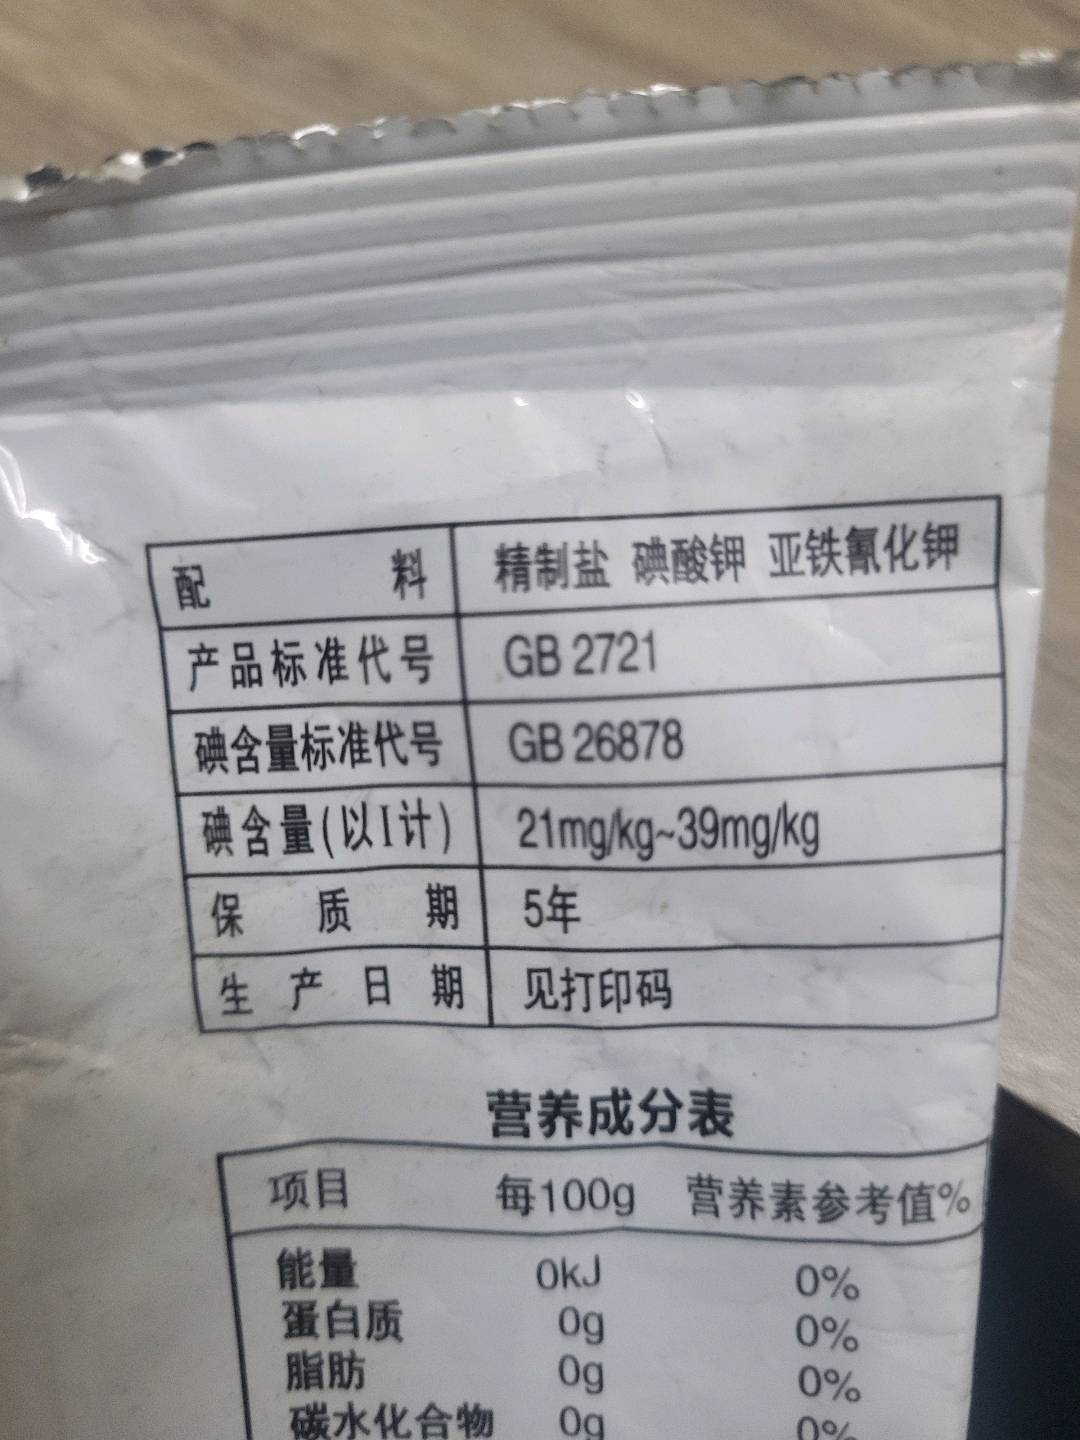 配料 精制盐 碘酸钾 亚铁氰化钾
产品标准代号 GB 2721
碘含量标准代号 GB 26878
碘含量(以I计) 21mg/kg~39mg/kg
保质期 5年
生产日期 见打印码
营养成分表
项目 每100g 营养素参考值%
能量 0kJ 0%
蛋白质 0g 0%
脂肪 0g 0%
碳水化合物 0g 0%